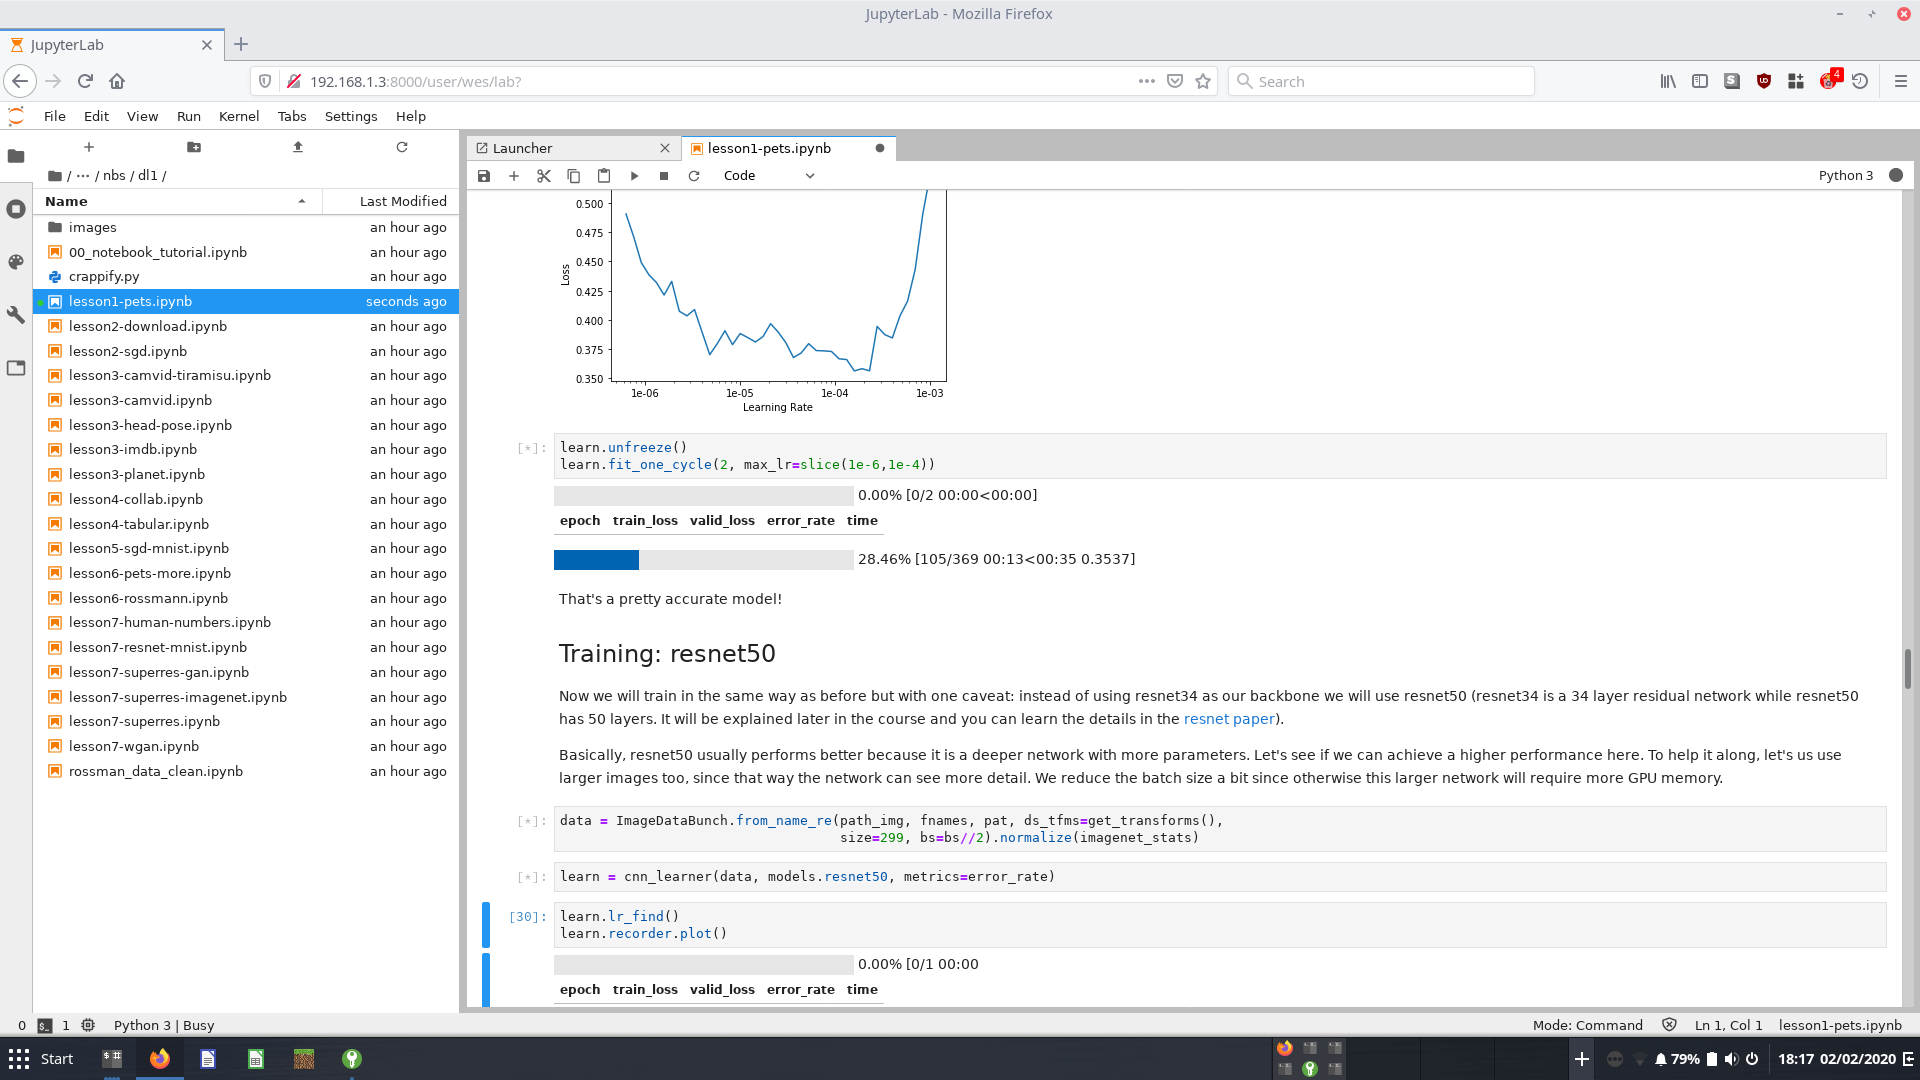 JupyterLab - Mozilla Firefox
JupyterLab
192.168.1.3:8000/user/wes/lab?
Search
4
File Edit View Run Kernel Tabs Settings Help
/ ··· / nbs / dl1 /
Name Last Modified
images an hour ago
00_notebook_tutorial.ipynb an hour ago
crappify.py an hour ago
lesson1-pets.ipynb seconds ago
lesson2-download.ipynb an hour ago
lesson2-sgd.ipynb an hour ago
lesson3-camvid-tiramisu.ipynb an hour ago
lesson3-camvid.ipynb an hour ago
lesson3-head-pose.ipynb an hour ago
lesson3-imdb.ipynb an hour ago
lesson3-planet.ipynb an hour ago
lesson4-collab.ipynb an hour ago
lesson4-tabular.ipynb an hour ago
lesson5-sgd-mnist.ipynb an hour ago
lesson6-pets-more.ipynb an hour ago
lesson6-rossmann.ipynb an hour ago
lesson7-human-numbers.ipynb an hour ago
lesson7-resnet-mnist.ipynb an hour ago
lesson7-superres-gan.ipynb an hour ago
lesson7-superres-imagenet.ipynb an hour ago
lesson7-superres.ipynb an hour ago
lesson7-wgan.ipynb an hour ago
rossman_data_clean.ipynb an hour ago
Launcher
lesson1-pets.ipynb
Code
Python 3
0.500
0.475
0.450
0.425
0.400
0.375
0.350
Loss
1e-06 1e-05 1e-04 1e-03
Learning Rate
[*]: learn.unfreeze()
learn.fit_one_cycle(2, max_lr=slice(1e-6,1e-4))
0.00% [0/2 00:00<00:00]
epoch train_loss valid_loss error_rate time
28.46% [105/369 00:13<00:35 0.3537]
That's a pretty accurate model!
Training: resnet50
Now we will train in the same way as before but with one caveat: instead of using resnet34 as our backbone we will use resnet50 (resnet34 is a 34 layer residual network while resnet50
has 50 layers. It will be explained later in the course and you can learn the details in the resnet paper).
Basically, resnet50 usually performs better because it is a deeper network with more parameters. Let's see if we can achieve a higher performance here. To help it along, let's us use
larger images too, since that way the network can see more detail. We reduce the batch size a bit since otherwise this larger network will require more GPU memory.
[*]: data = ImageDataBunch.from_name_re(path_img, fnames, pat, ds_tfms=get_transforms(),
size=299, bs=bs//2).normalize(imagenet_stats)
[*]: learn = cnn_learner(data, models.resnet50, metrics=error_rate)
[30]: learn.lr_find()
learn.recorder.plot()
0.00% [0/1 00:00
epoch train_loss valid_loss error_rate time
0 1 Python 3 | Busy
Mode: Command Ln 1, Col 1 lesson1-pets.ipynb
Start
79% 18:17 02/02/2020